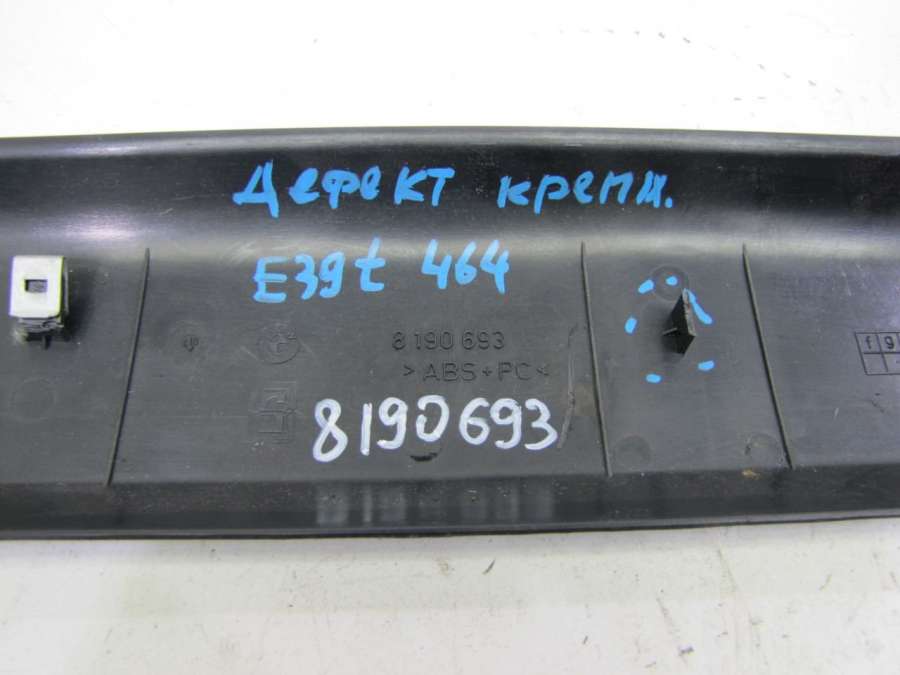 Дефект крепл.
E39t 464
8 190 693
>ABS+PC<
8190693
f g